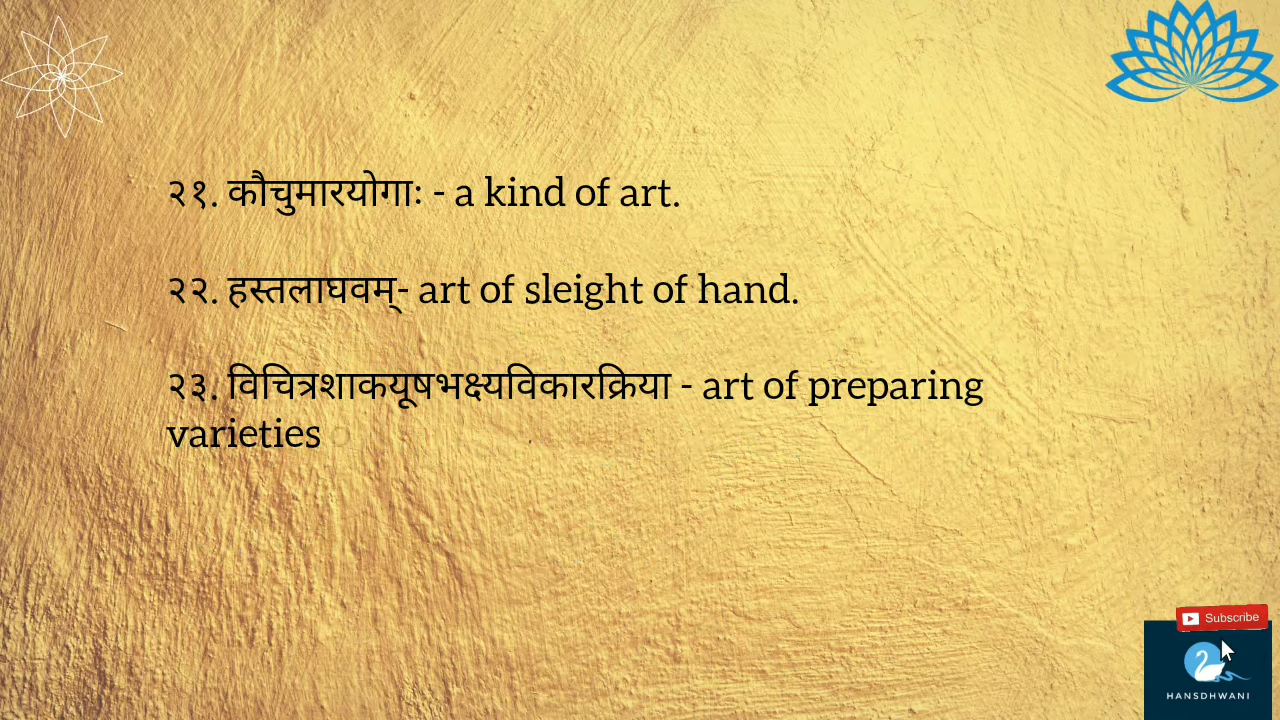 २१. कौचुमारयोगाः - a kind of art.
२२. हस्तलाघवम्- art of sleight of hand.
२३. विचित्रशाकयूषभक्ष्यविकारक्रिया - art of preparing
varieties o
Subscribe
HANSDHWANI